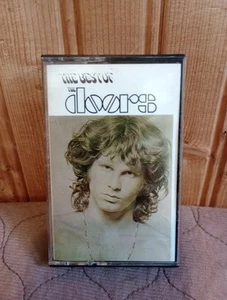 THE BEST OF
THE
DOORS